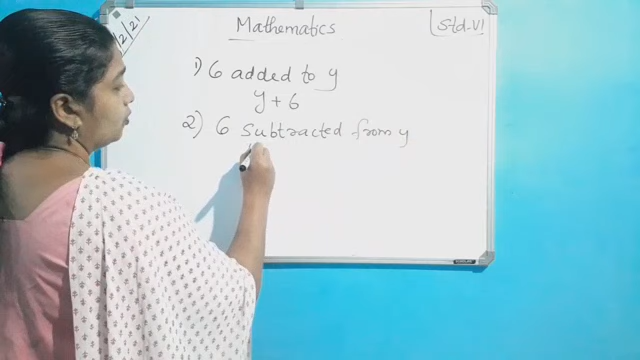 /2/21
Mathematics
Std-VI
1) 6 added to y
y + 6
2) 6 Subtracted from y